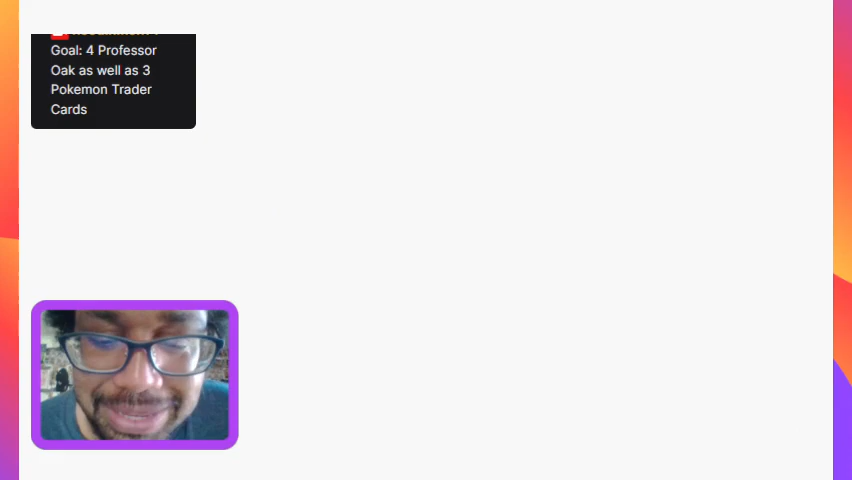 Goal: 4 Professor
Oak as well as 3
Pokemon Trader
Cards